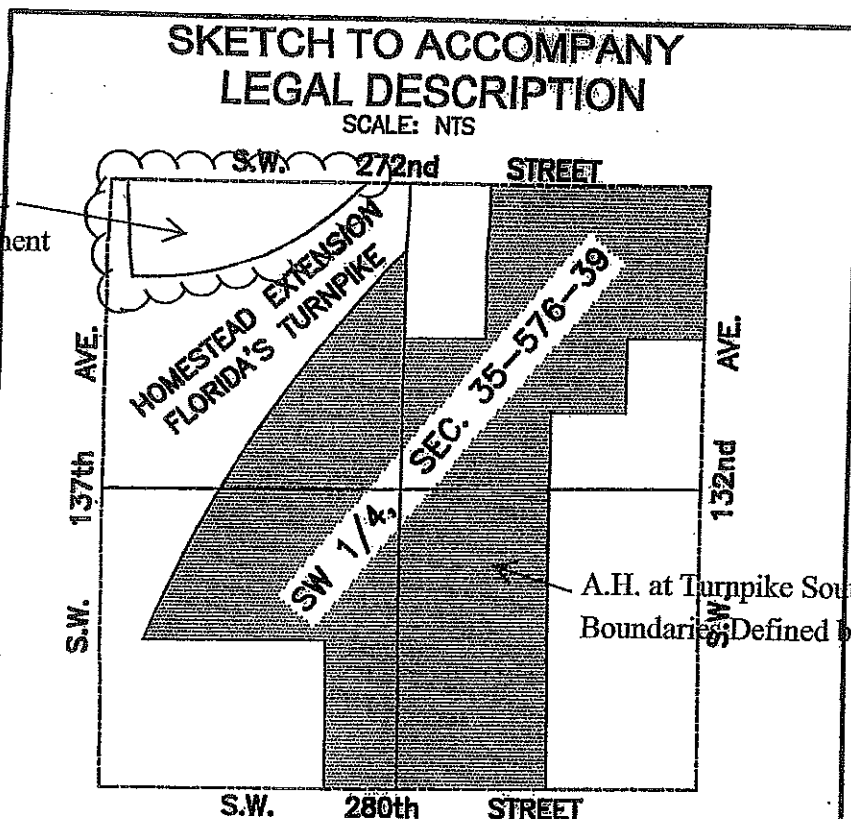 SKETCH TO ACCOMPANY
LEGAL DESCRIPTION
SCALE: NTS
S.W. 272nd STREET
ment
HOMESTEAD EXTENSION
FLORIDA'S TURNPIKE
S.W. 137th AVE.
SW 1/4, SEC. 35-576-39
S.W. 132nd AVE.
A.H. at Turnpike Sou
Boundaries Defined b
S.W. 280th STREET